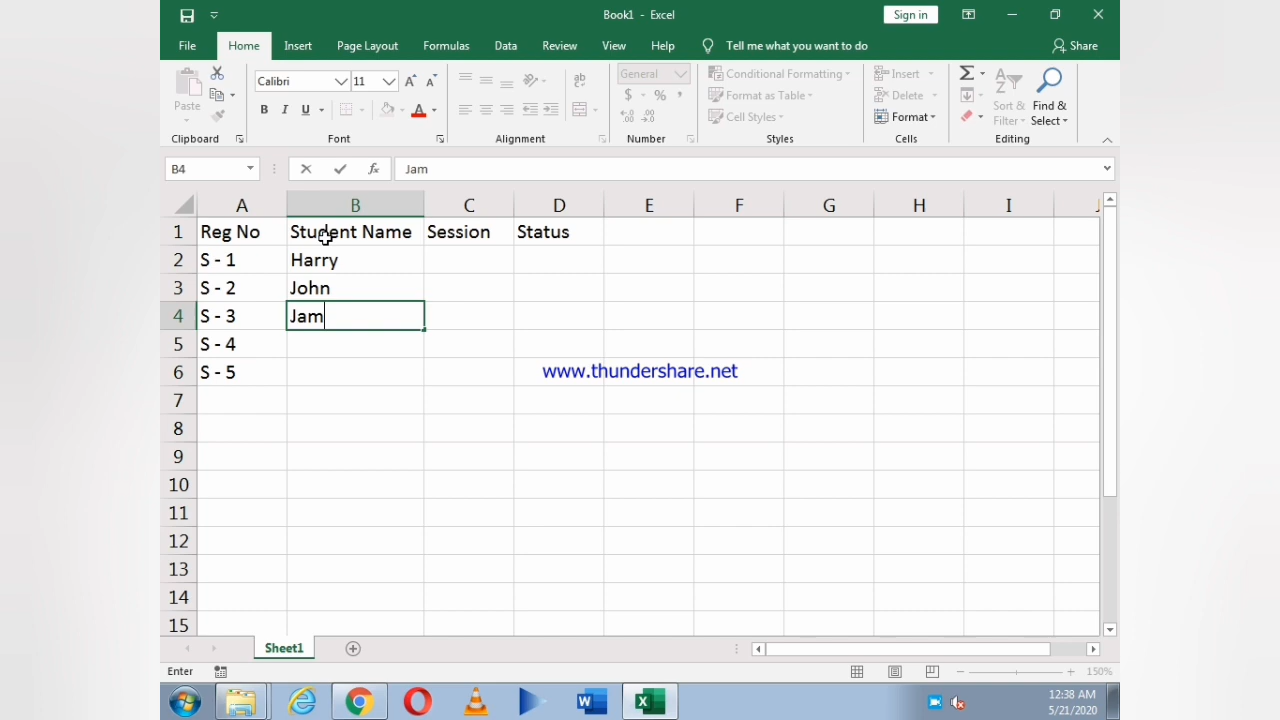 Book1 - Excel
Sign in
File Home Insert Page Layout Formulas Data Review View Help Tell me what you want to do Share
Paste
Calibri 11
B I U A
General
$ % ,
Conditional Formatting
Format as Table
Cell Styles
Insert
Delete
Format
Sort & Filter
Find & Select
Clipboard Font Alignment Number Styles Cells Editing
B4 fx Jam
A B C D E F G H I J
1 Reg No Student Name Session Status
2 S - 1 Harry
3 S - 2 John
4 S - 3 Jam
5 S - 4
6 S - 5 www.thundershare.net
7
8
9
10
11
12
13
14
15
Sheet1
Enter 150%
12:38 AM
5/21/2020